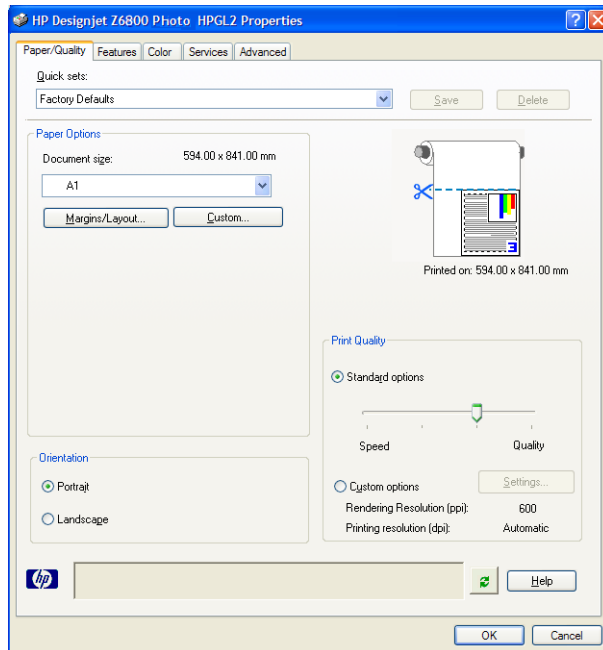 HP Designjet Z6800 Photo HPGL2 Properties
Paper/Quality Features Color Services Advanced
Quick sets:
Factory Defaults
Save Delete
Paper Options
Document size: 594.00 x 841.00 mm
A1
Margins/Layout... Custom...
3
Printed on: 594.00 x 841.00 mm
Print Quality
Standard options
Speed Quality
Orientation
Portrait
Landscape
Custom options Settings...
Rendering Resolution (ppi): 600
Printing resolution (dpi): Automatic
hp
Help
OK Cancel